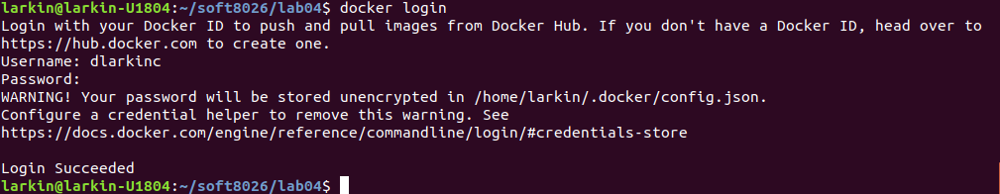 larkin@larkin-U1804:~/soft8026/lab04$ docker login
Login with your Docker ID to push and pull images from Docker Hub. If you don't have a Docker ID, head over to
https://hub.docker.com to create one.
Username: dlarkinc
Password:
WARNING! Your password will be stored unencrypted in /home/larkin/.docker/config.json.
Configure a credential helper to remove this warning. See
https://docs.docker.com/engine/reference/commandline/login/#credentials-store
Login Succeeded
larkin@larkin-U1804:~/soft8026/lab04$